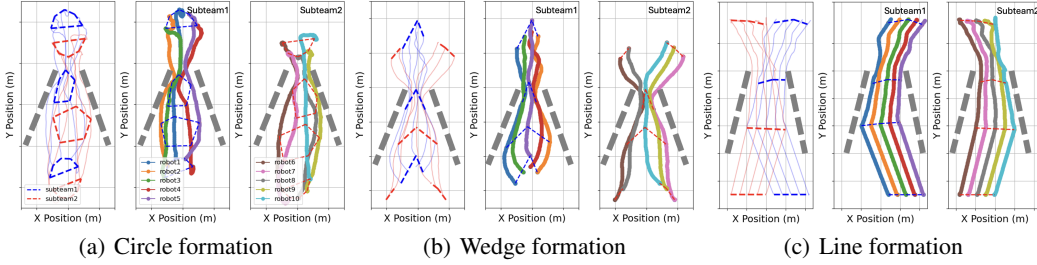 Subteam1
Subteam2
Y Position (m)
Y Position (m)
Y Position (m)
subteam1
subteam2
robot1
robot2
robot3
robot4
robot5
robot6
robot7
robot8
robot9
robot10
X Position (m)
X Position (m)
X Position (m)
(a) Circle formation
Subteam1
Subteam2
Y Position (m)
Y Position (m)
Y Position (m)
X Position (m)
X Position (m)
X Position (m)
(b) Wedge formation
Subteam1
Subteam2
Y Position (m)
Y Position (m)
Y Position (m)
X Position (m)
X Position (m)
X Position (m)
(c) Line formation